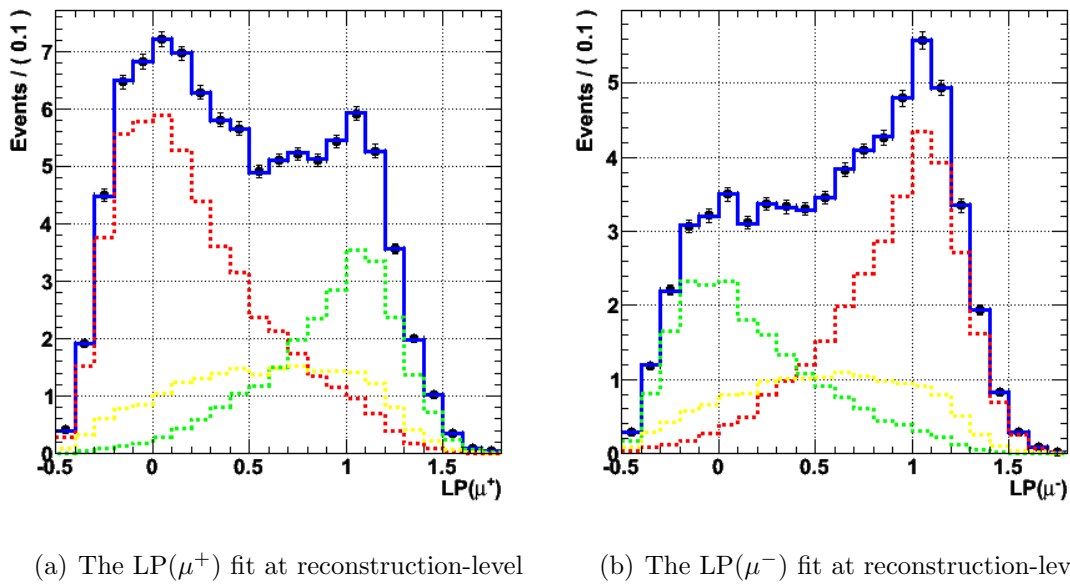 Events / ( 0.1 )
7
6
5
4
3
2
1
0
-0.5 0 0.5 1 1.5
LP(μ⁺)
Events / ( 0.1 )
5
4
3
2
1
0
-0.5 0 0.5 1 1.5
LP(μ⁻)
(a) The LP(μ⁺) fit at reconstruction-level
(b) The LP(μ⁻) fit at reconstruction-lev